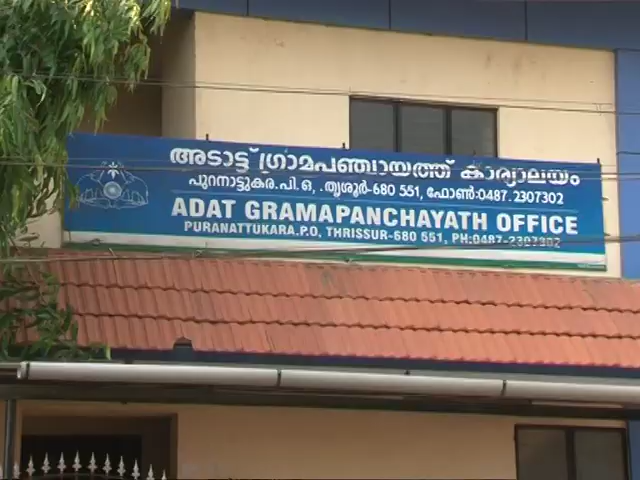 അടാട്ട് ഗ്രാമപഞ്ചായത്ത് കാര്യാലയം
പുറനാട്ടുകര.പി.ഒ, .തൃശൂർ-680 551, ഫോൺ:0487.2307302
ADAT GRAMAPANCHAYATH OFFICE
PURANATTUKARA.P.O, THRISSUR-680 551, PH:0487-2307302